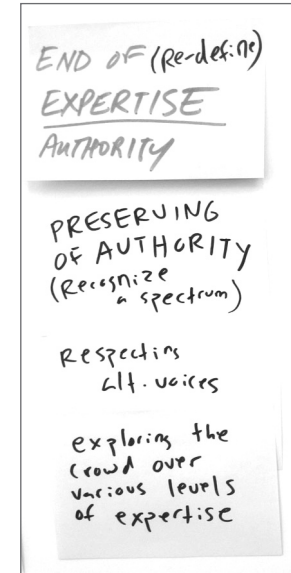 END OF (Re-define)
EXPERTISE
AUTHORITY
PRESERVING
OF AUTHORITY
(Recognize
a spectrum)
Respecting
alt. voices
exploring the
crowd over
various levels
of expertise